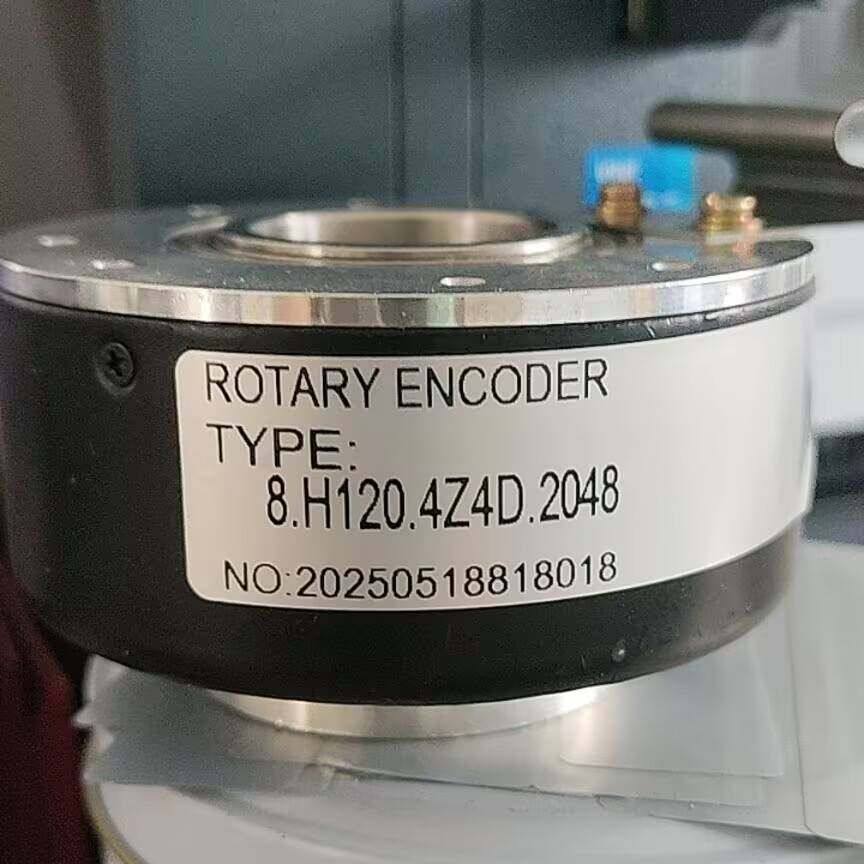 ROTARY ENCODER
TYPE:
8.H120.4Z4D.2048
NO:20250518818018